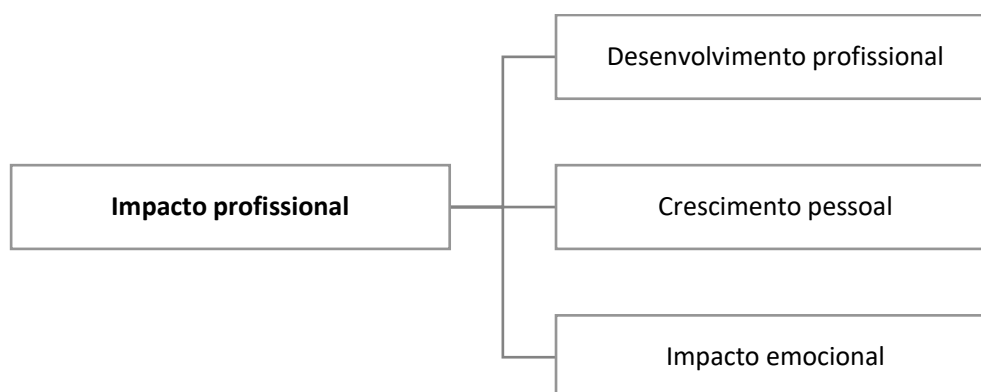 Desenvolvimento profissional
Impacto profissional
Crescimento pessoal
Impacto emocional